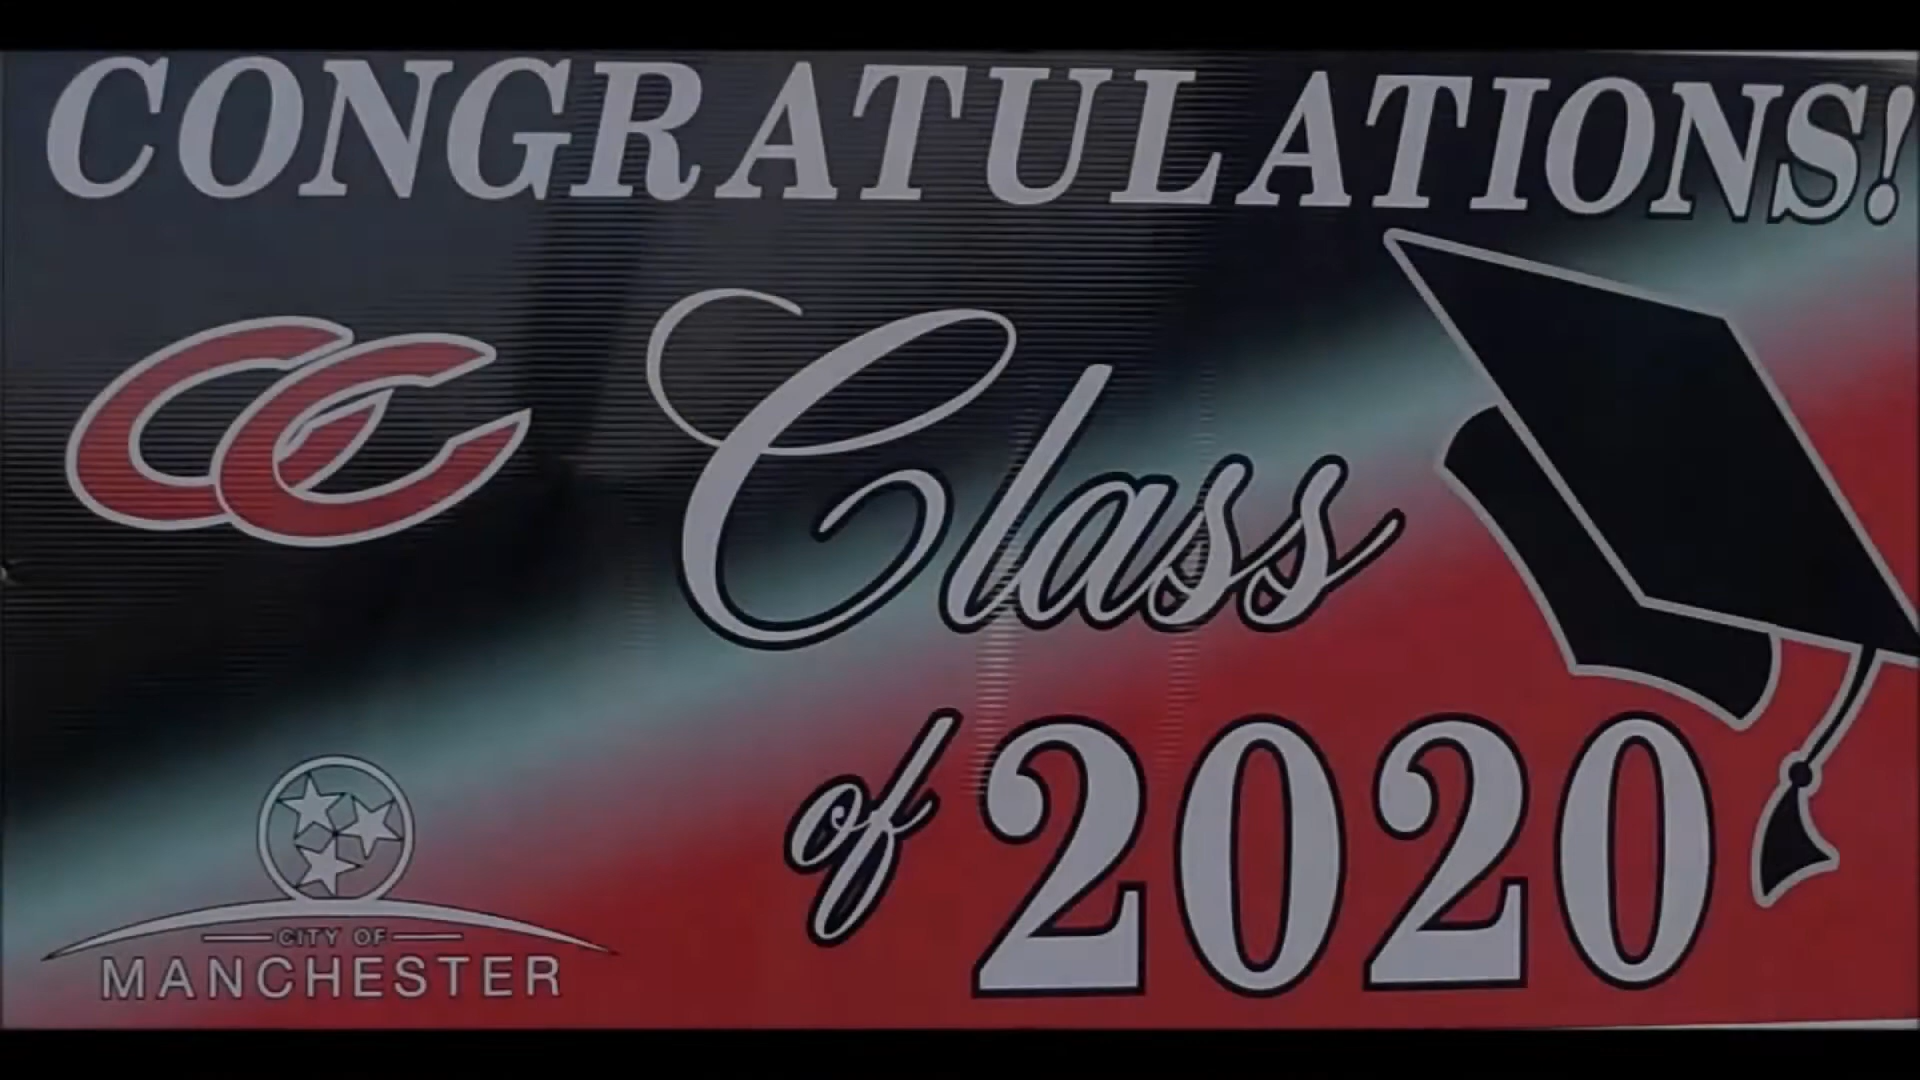 CONGRATULATIONS!
CC
Class
of 2020
CITY OF
MANCHESTER